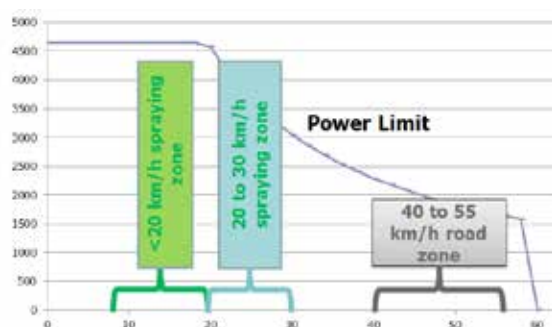 5000
4500
4000
3500
3000
2500
2000
1500
1000
500
0
<20 km/h spraying
zone
20 to 30 km/h
spraying zone
Power Limit
40 to 55
km/h road
zone
0 10 20 30 40 50 60